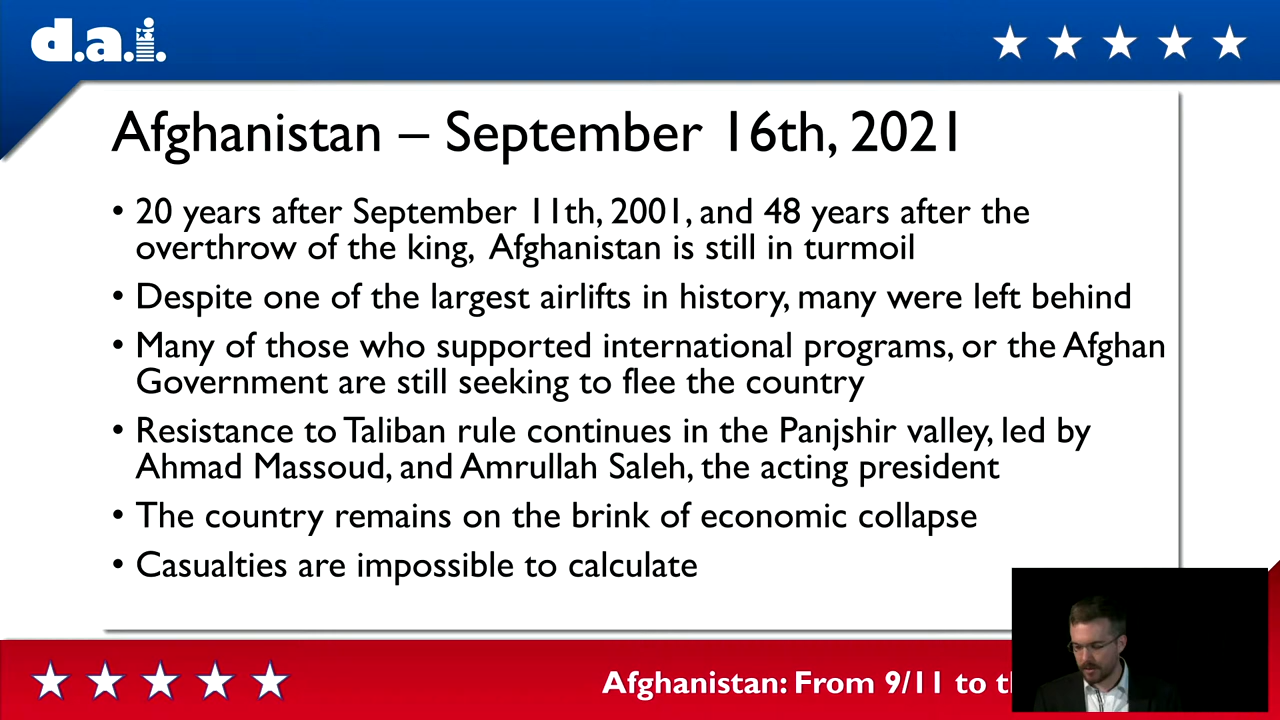 d.a.i.
Afghanistan – September 16th, 2021
• 20 years after September 11th, 2001, and 48 years after the
overthrow of the king, Afghanistan is still in turmoil
• Despite one of the largest airlifts in history, many were left behind
• Many of those who supported international programs, or the Afghan
Government are still seeking to flee the country
• Resistance to Taliban rule continues in the Panjshir valley, led by
Ahmad Massoud, and Amrullah Saleh, the acting president
• The country remains on the brink of economic collapse
• Casualties are impossible to calculate
Afghanistan: From 9/11 to